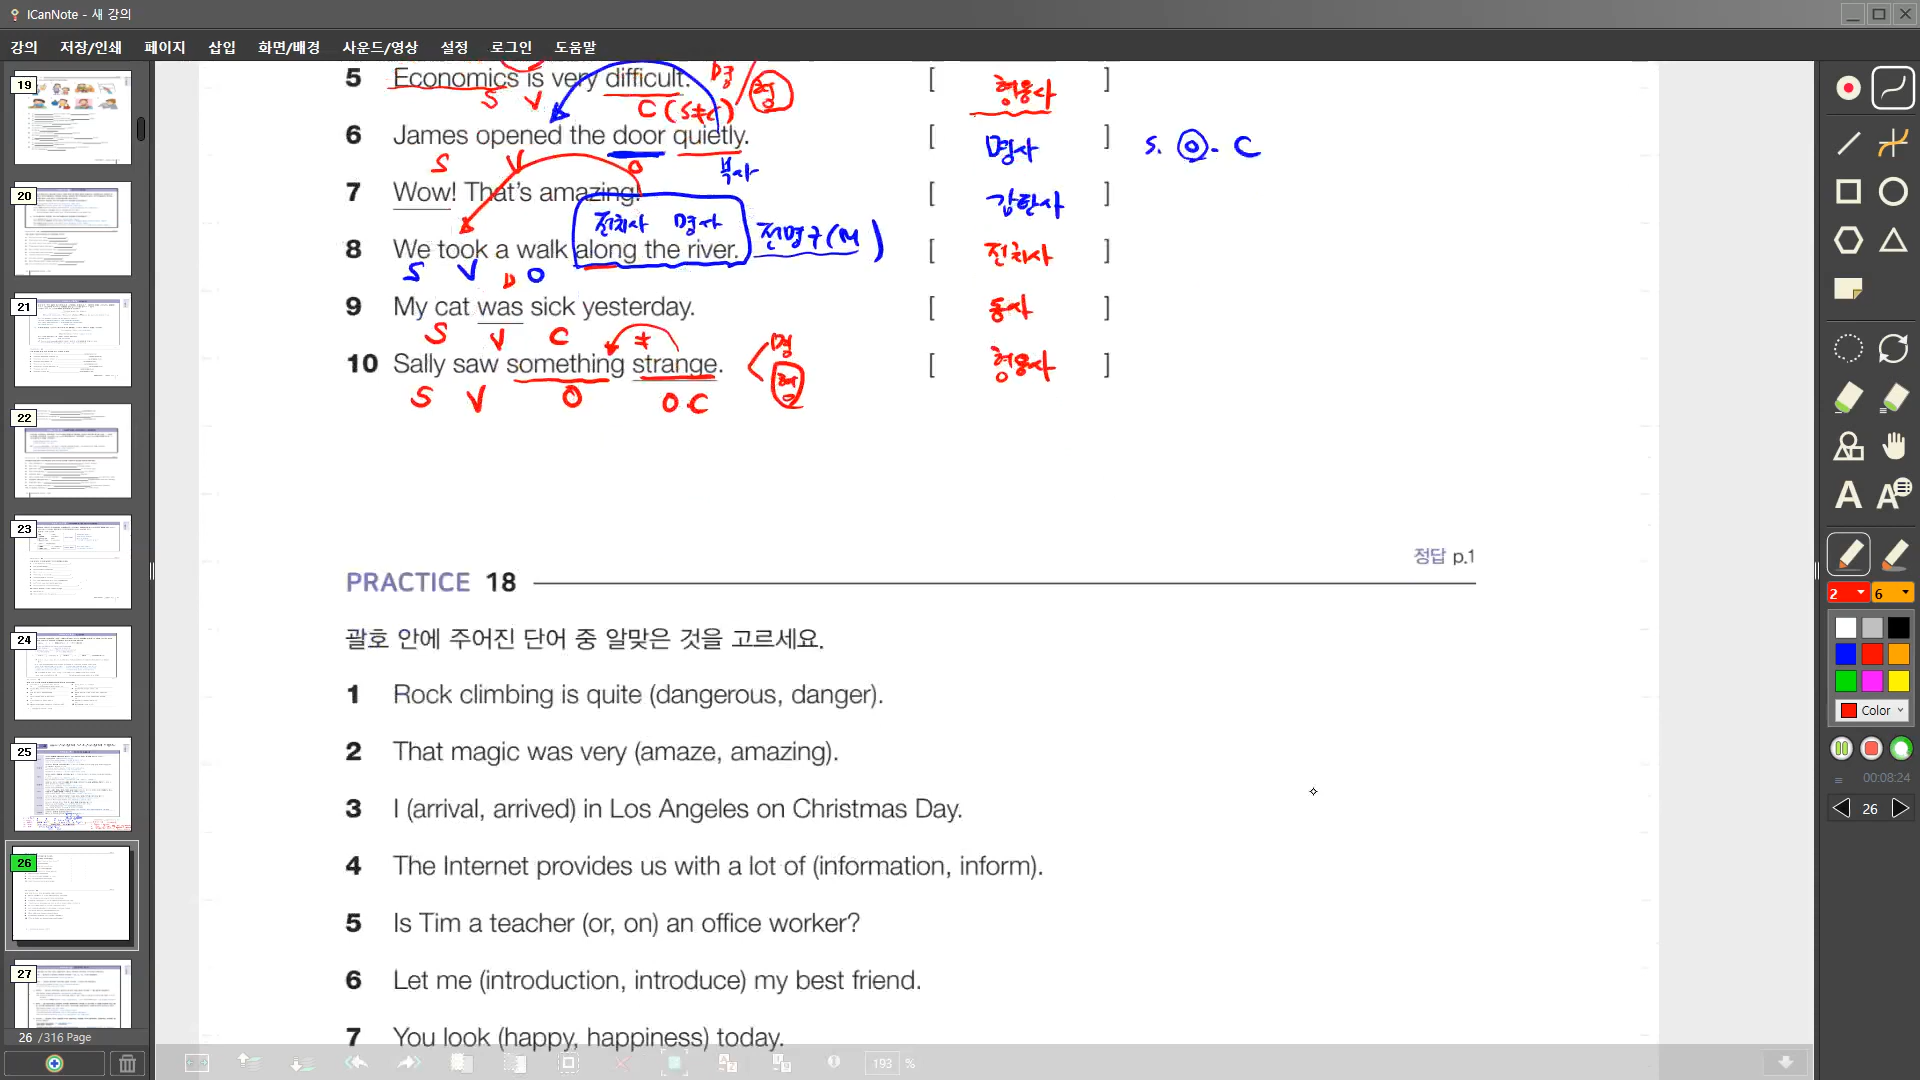 ICanNote - 새 강의
강의 저장/인쇄 페이지 삽입 화면/배경 사운드/영상 설정 로그인 도움말
19
20
21
22
23
24
25
26
27
26 /316 Page
5 Economics is very difficult. [ 형용사 ]
S V C (S≠C) 명 / 형
6 James opened the door quietly. [ 명사 ] S. O. C
S V O 부사
7 Wow! That's amazing! [ 감탄사 ]
전치사 명사 전명구(M)
8 We took a walk along the river. [ 전치사 ]
S V O
9 My cat was sick yesterday. [ 동사 ]
S V C
10 Sally saw something strange. [ 형용사 ]
S V O O.C 명 형
정답 p.1
PRACTICE 18
괄호 안에 주어진 단어 중 알맞은 것을 고르세요.
1 Rock climbing is quite (dangerous, danger).
2 That magic was very (amaze, amazing).
3 I (arrival, arrived) in Los Angeles on Christmas Day.
4 The Internet provides us with a lot of (information, inform).
5 Is Tim a teacher (or, on) an office worker?
6 Let me (introduction, introduce) my best friend.
7 You look (happy, happiness) today.
193 %
2 6
Color
00:08:24
26